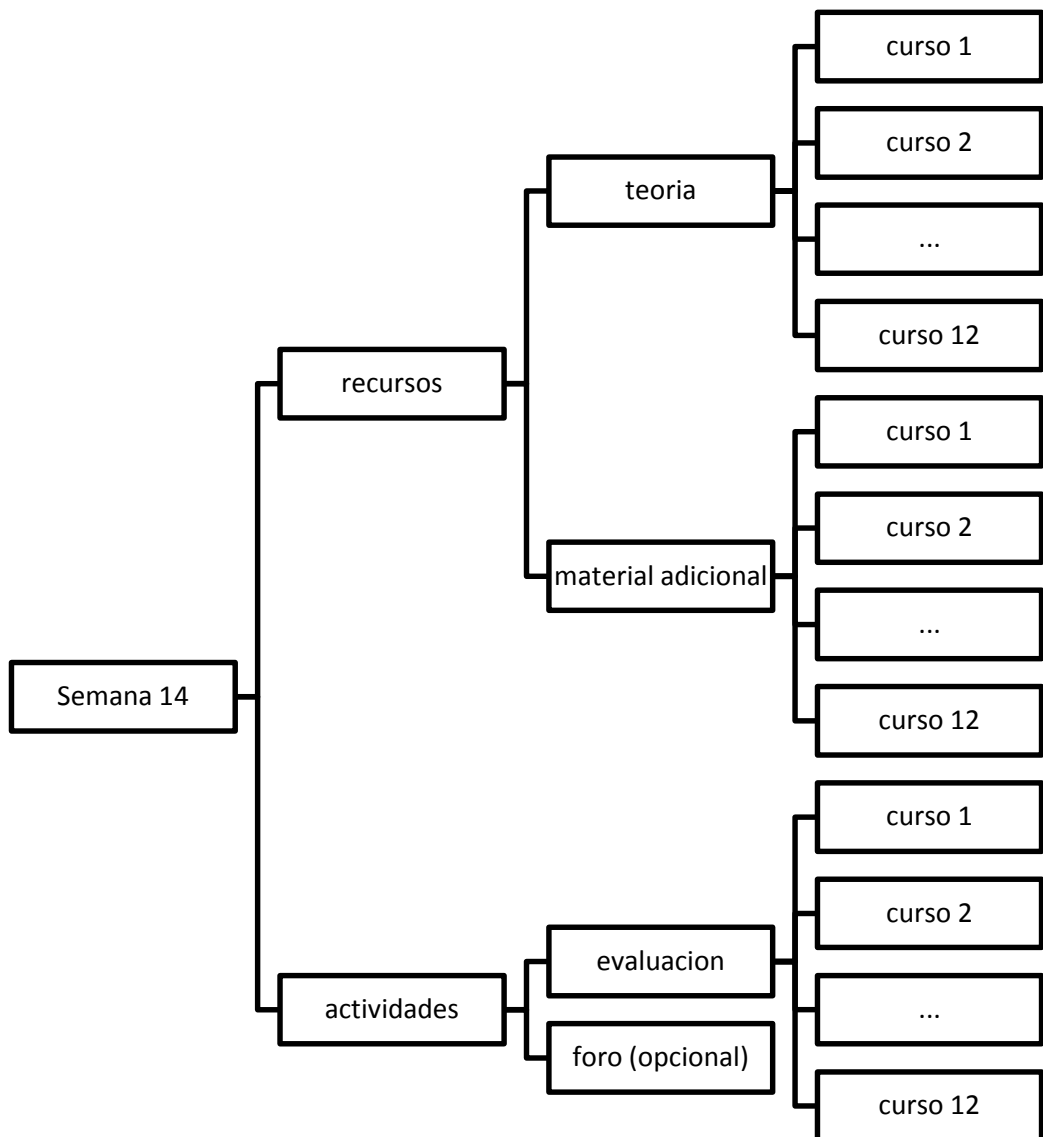 Semana 14
recursos
teoria
curso 1
curso 2
...
curso 12
material adicional
curso 1
curso 2
...
curso 12
actividades
evaluacion
curso 1
curso 2
...
curso 12
foro (opcional)